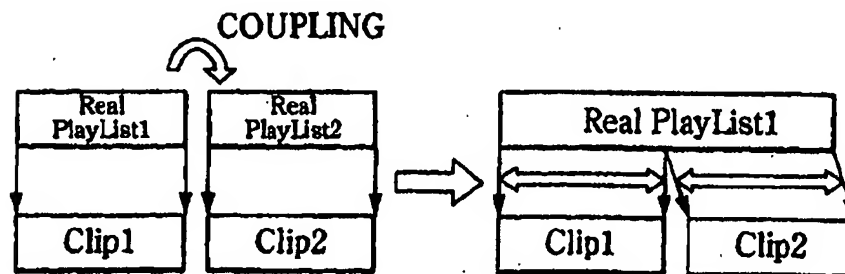 COUPLING
Real
PlayList1
Real
PlayList2
Real PlayList1
Clip1
Clip2
Clip1
Clip2